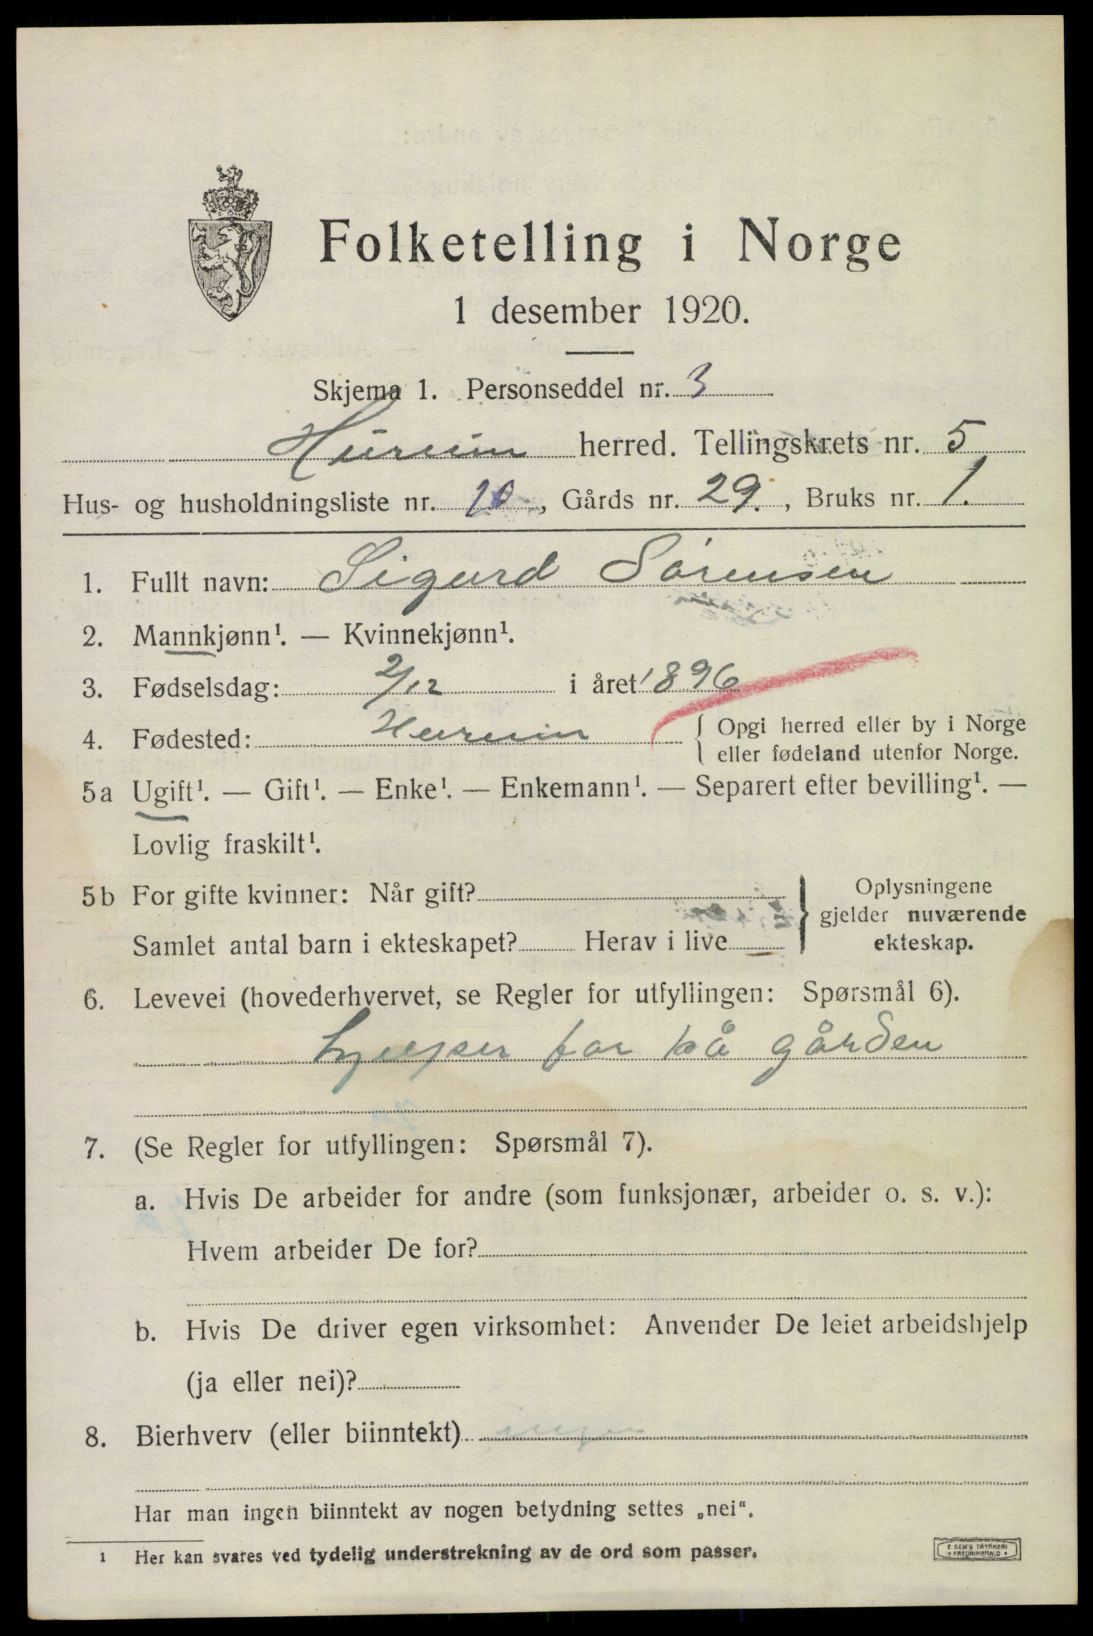 Folketelling i Norge
1 desember 1920.
Skjema 1. Personseddel nr. 3
Hurum herred. Tellingskrets nr. 5
Hus- og husholdningsliste nr. 10, Gårds nr. 29., Bruks nr. 1.
1. Fullt navn: Sigurd Sørensen
2. Mannkjønn¹. — Kvinnekjønn¹.
3. Fødselsdag: 2/12 i året 1896
4. Fødested: Hurum { Opgi herred eller by i Norge
eller fødeland utenfor Norge.
5a Ugift¹. — Gift¹. — Enke¹. — Enkemann¹. — Separert efter bevilling¹. —
Lovlig fraskilt¹.
5b For gifte kvinner: Når gift?
Samlet antal barn i ekteskapet? Herav i live
} Oplysningene
gjelder nuværende
ekteskap.
6. Levevei (hovederhvervet, se Regler for utfyllingen: Spørsmål 6).
hjelper far på gården
7. (Se Regler for utfyllingen: Spørsmål 7).
a. Hvis De arbeider for andre (som funksjonær, arbeider o. s. v.):
Hvem arbeider De for?
b. Hvis De driver egen virksomhet: Anvender De leiet arbeidshjelp
(ja eller nei)?
8. Bierhverv (eller biinntekt) ingen
Har man ingen biinntekt av nogen betydning settes „nei".
1 Her kan svares ved tydelig understrekning av de ord som passer.
E. SEM'S TRYKKERI
FREDRIKSHALD